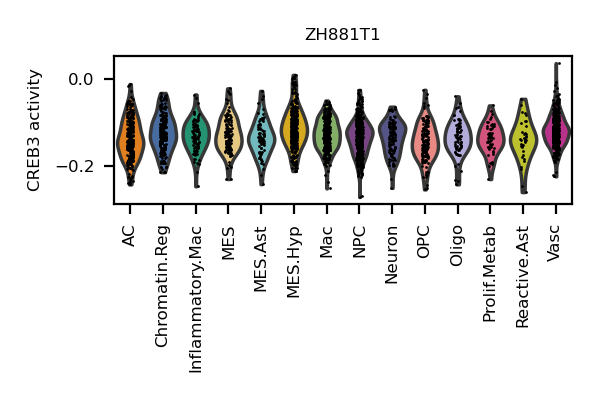 ZH881T1
CREB3 activity
0.0
−0.2
AC
Chromatin.Reg
Inflammatory.Mac
MES
MES.Ast
MES.Hyp
Mac
NPC
Neuron
OPC
Oligo
Prolif.Metab
Reactive.Ast
Vasc